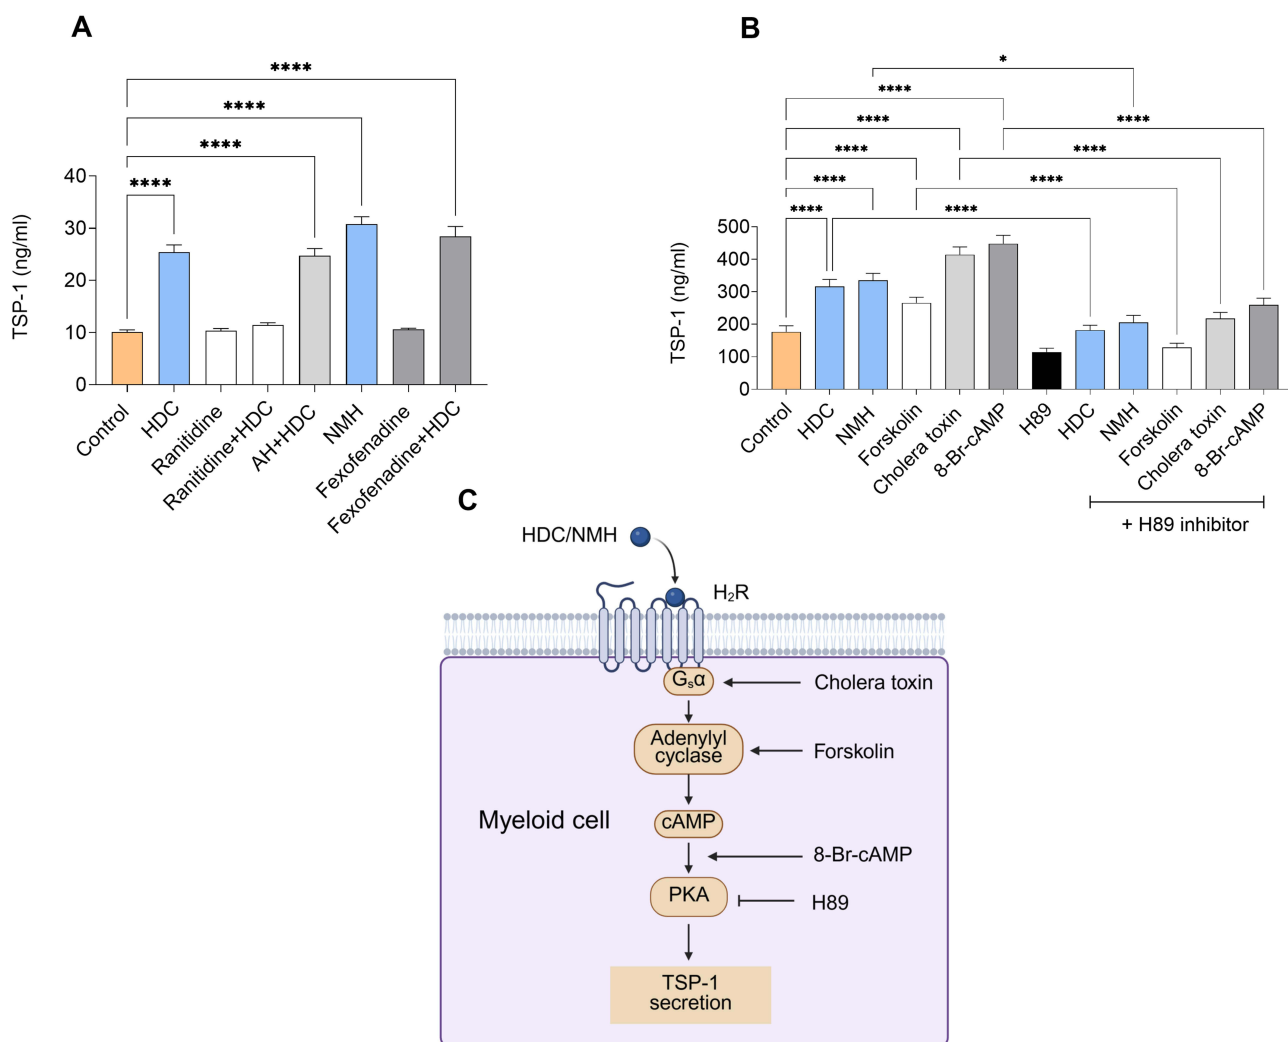 A
****
****
****
****
TSP-1 (ng/ml)
40
30
20
10
0
Control
HDC
Ranitidine
Ranitidine+HDC
AH+HDC
NMH
Fexofenadine
Fexofenadine+HDC
B
*
****
****
****
****
****
****
****
****
****
TSP-1 (ng/ml)
500
400
300
200
100
0
Control
HDC
NMH
Forskolin
Cholera toxin
8-Br-cAMP
H89
HDC
NMH
Forskolin
Cholera toxin
8-Br-cAMP
+ H89 inhibitor
C
HDC/NMH
H₂R
Gₛα
Cholera toxin
Adenylyl
cyclase
Forskolin
Myeloid cell
cAMP
8-Br-cAMP
PKA
H89
TSP-1
secretion